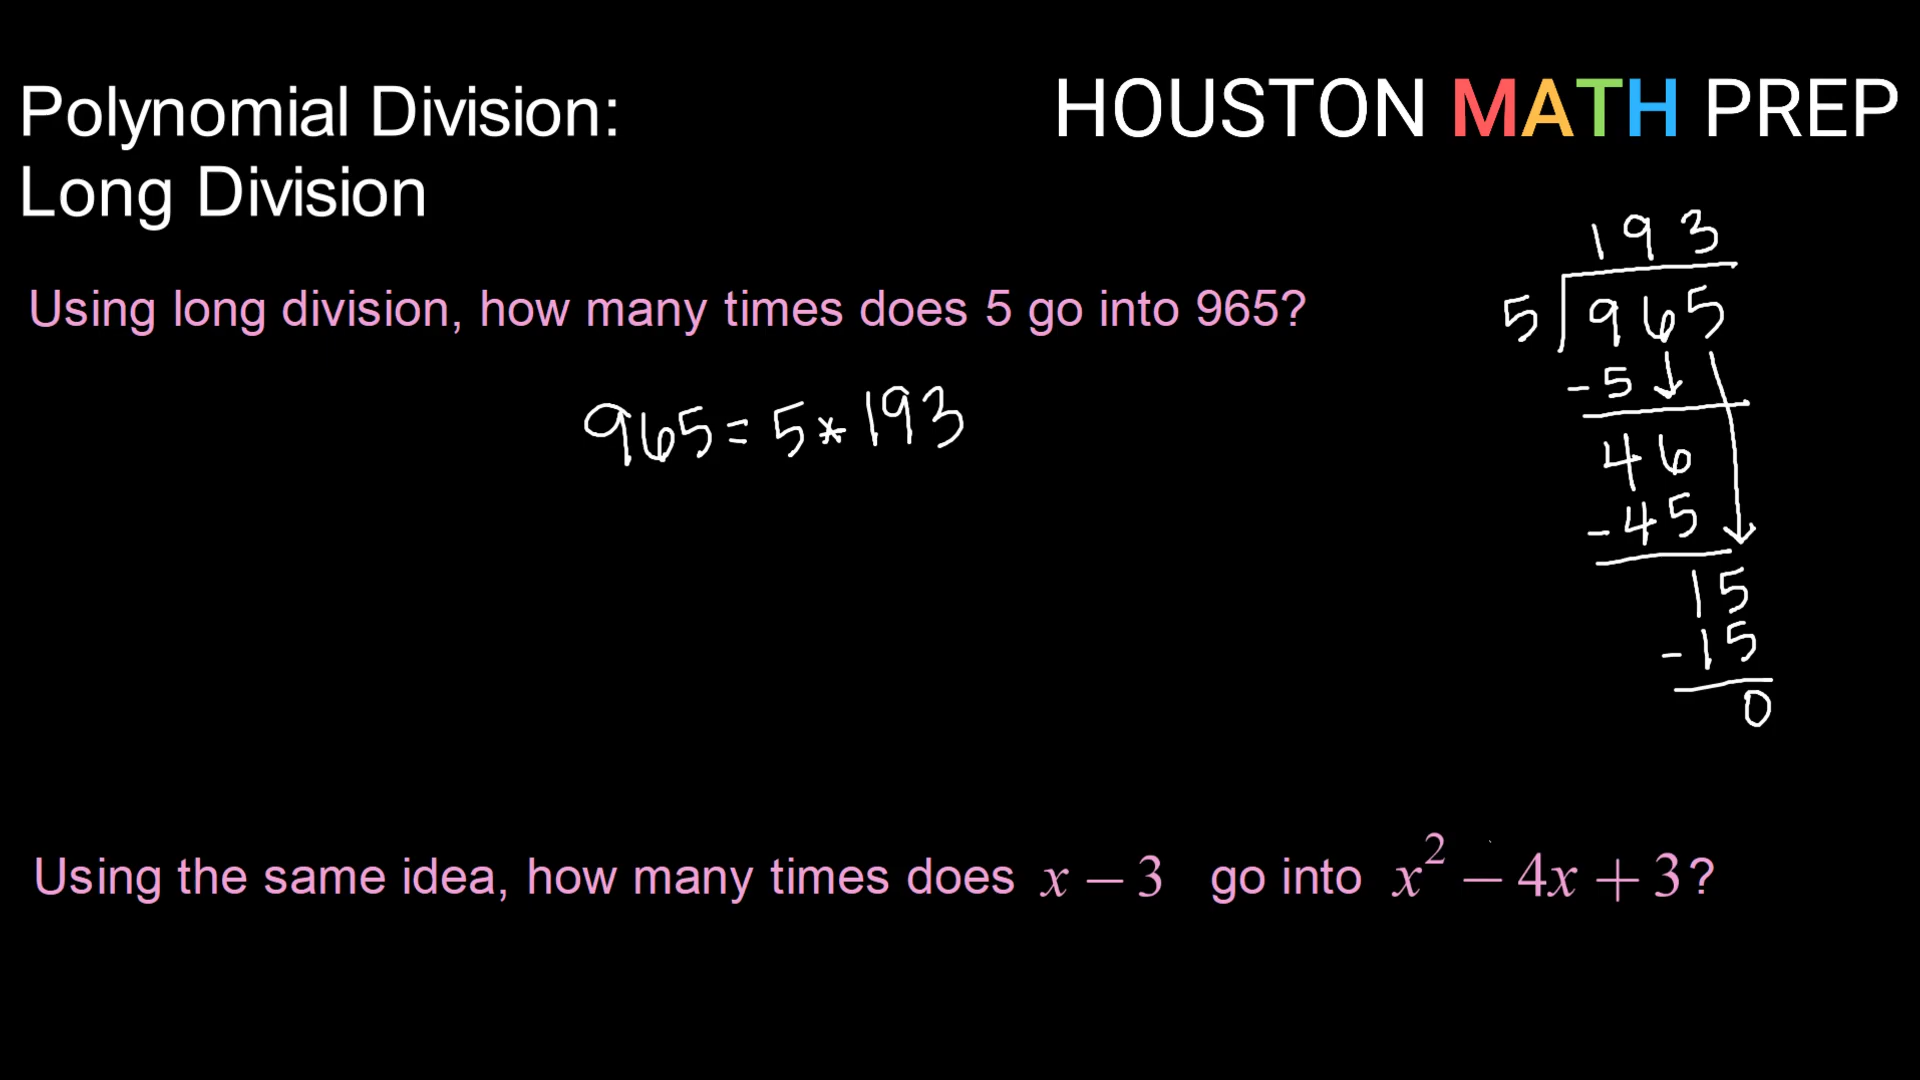 Polynomial Division:
Long Division
HOUSTON MATH PREP
Using long division, how many times does 5 go into 965?
965 = 5 * 193
193
5 965
-5
46
-45
15
-15
0
Using the same idea, how many times does x − 3 go into x² − 4x + 3?